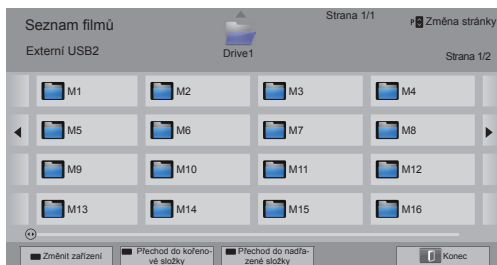 Seznam filmů
Strana 1/1
P Změna stránky
Externí USB2
Drive1
Strana 1/2
M1
M2
M3
M4
M5
M6
M7
M8
M9
M10
M11
M12
M13
M14
M15
M16
Změnit zařízení
Přechod do kořeno-
vé složky
Přechod do nadřa-
zené složky
Konec